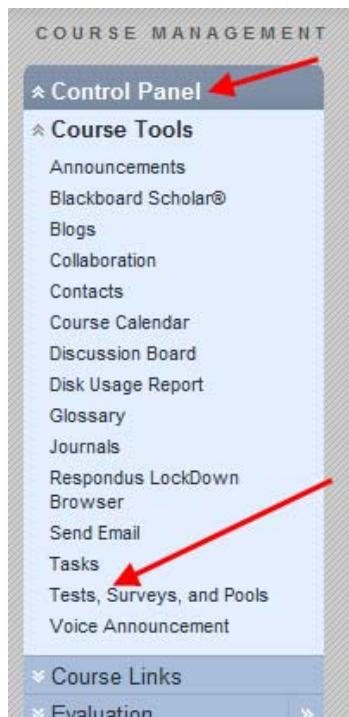 COURSE MANAGEMENT
Control Panel
Course Tools
Announcements
Blackboard Scholar®
Blogs
Collaboration
Contacts
Course Calendar
Discussion Board
Disk Usage Report
Glossary
Journals
Respondus LockDown
Browser
Send Email
Tasks
Tests, Surveys, and Pools
Voice Announcement
Course Links
Evaluation